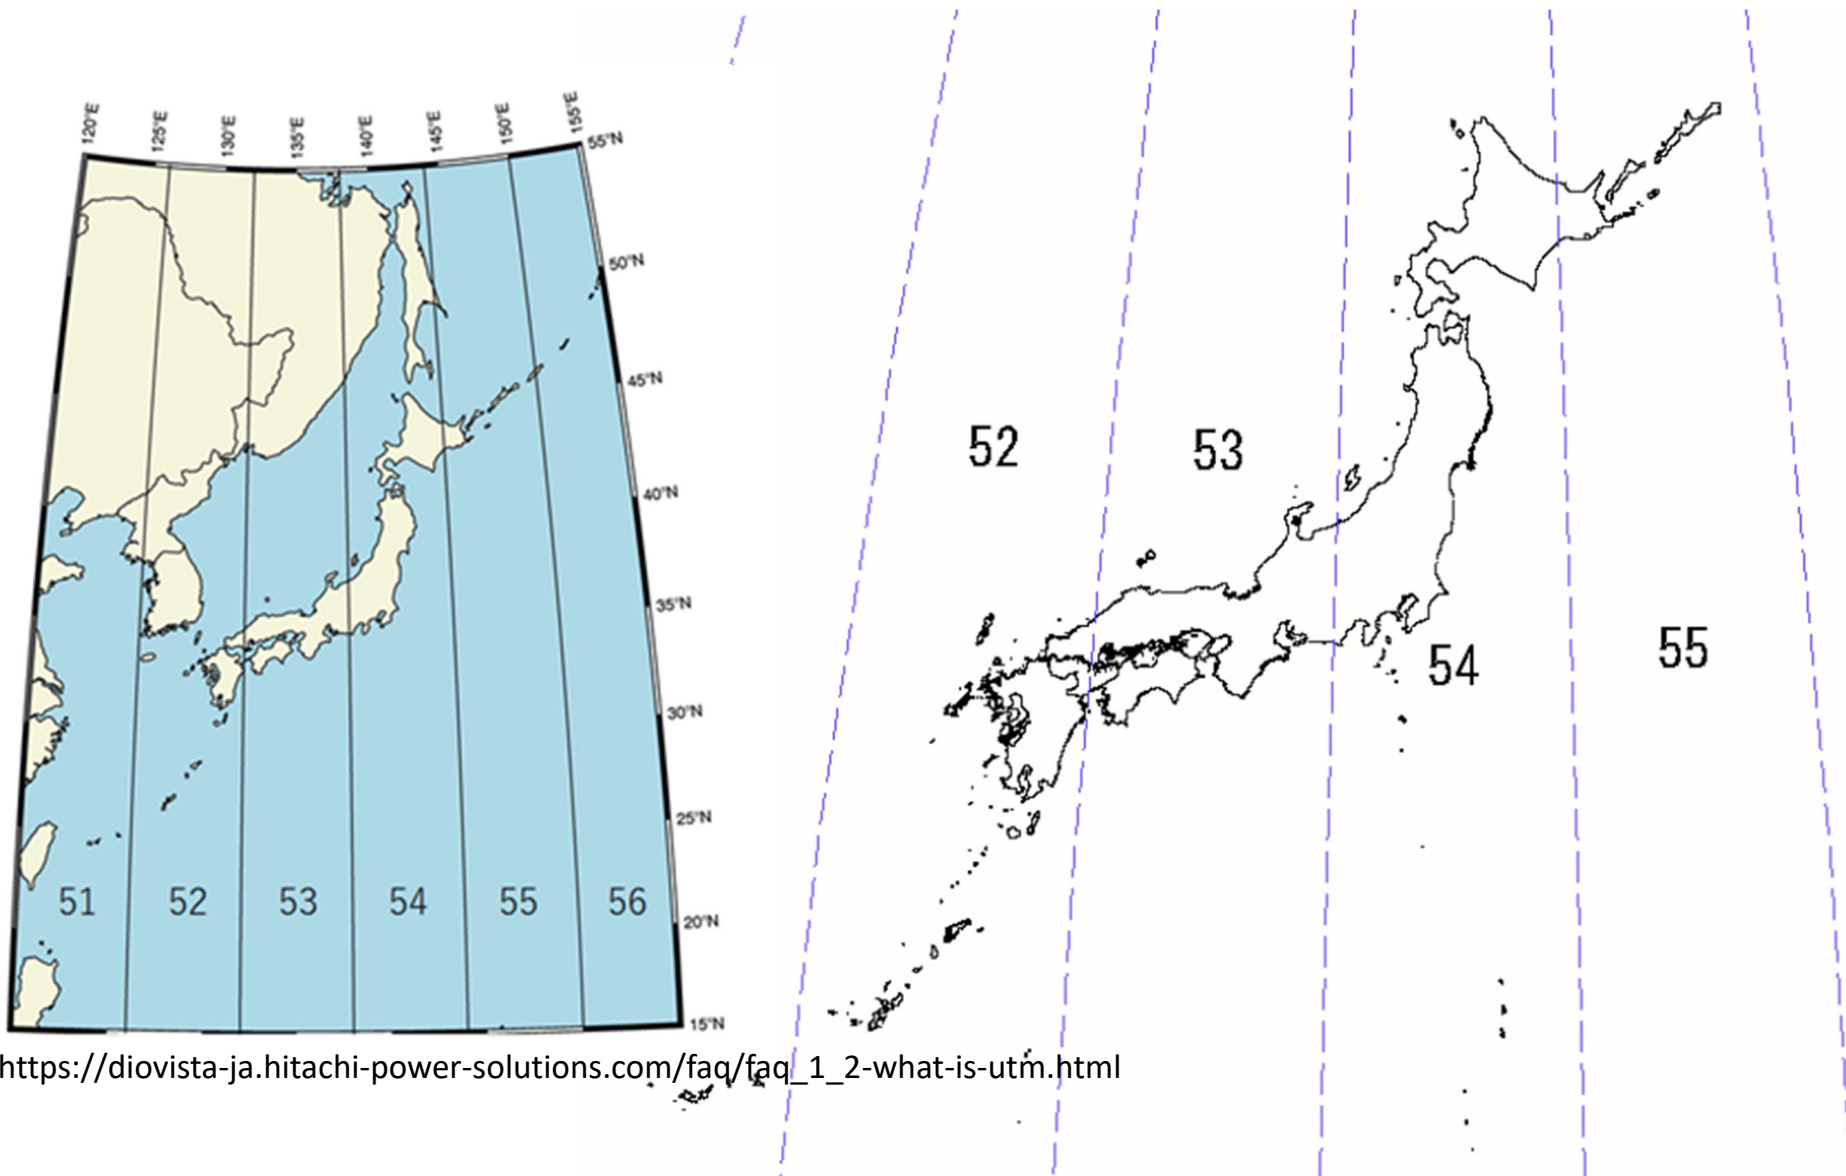 120°E 125°E 130°E 135°E 140°E 145°E 150°E 155°E
55°N
50°N
45°N
40°N
35°N
30°N
25°N
20°N
15°N
51 52 53 54 55 56
52 53
54 55
https://diovista-ja.hitachi-power-solutions.com/faq/faq_1_2-what-is-utm.html